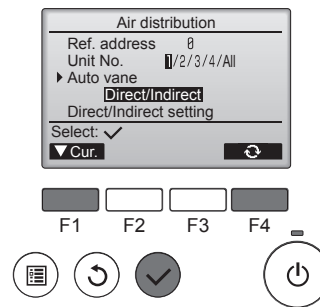 Air distribution
Ref. address 0
Unit No. 1/2/3/4/All
Auto vane
Direct/Indirect
Direct/Indirect setting
Select:
Cur.
F1 F2 F3 F4